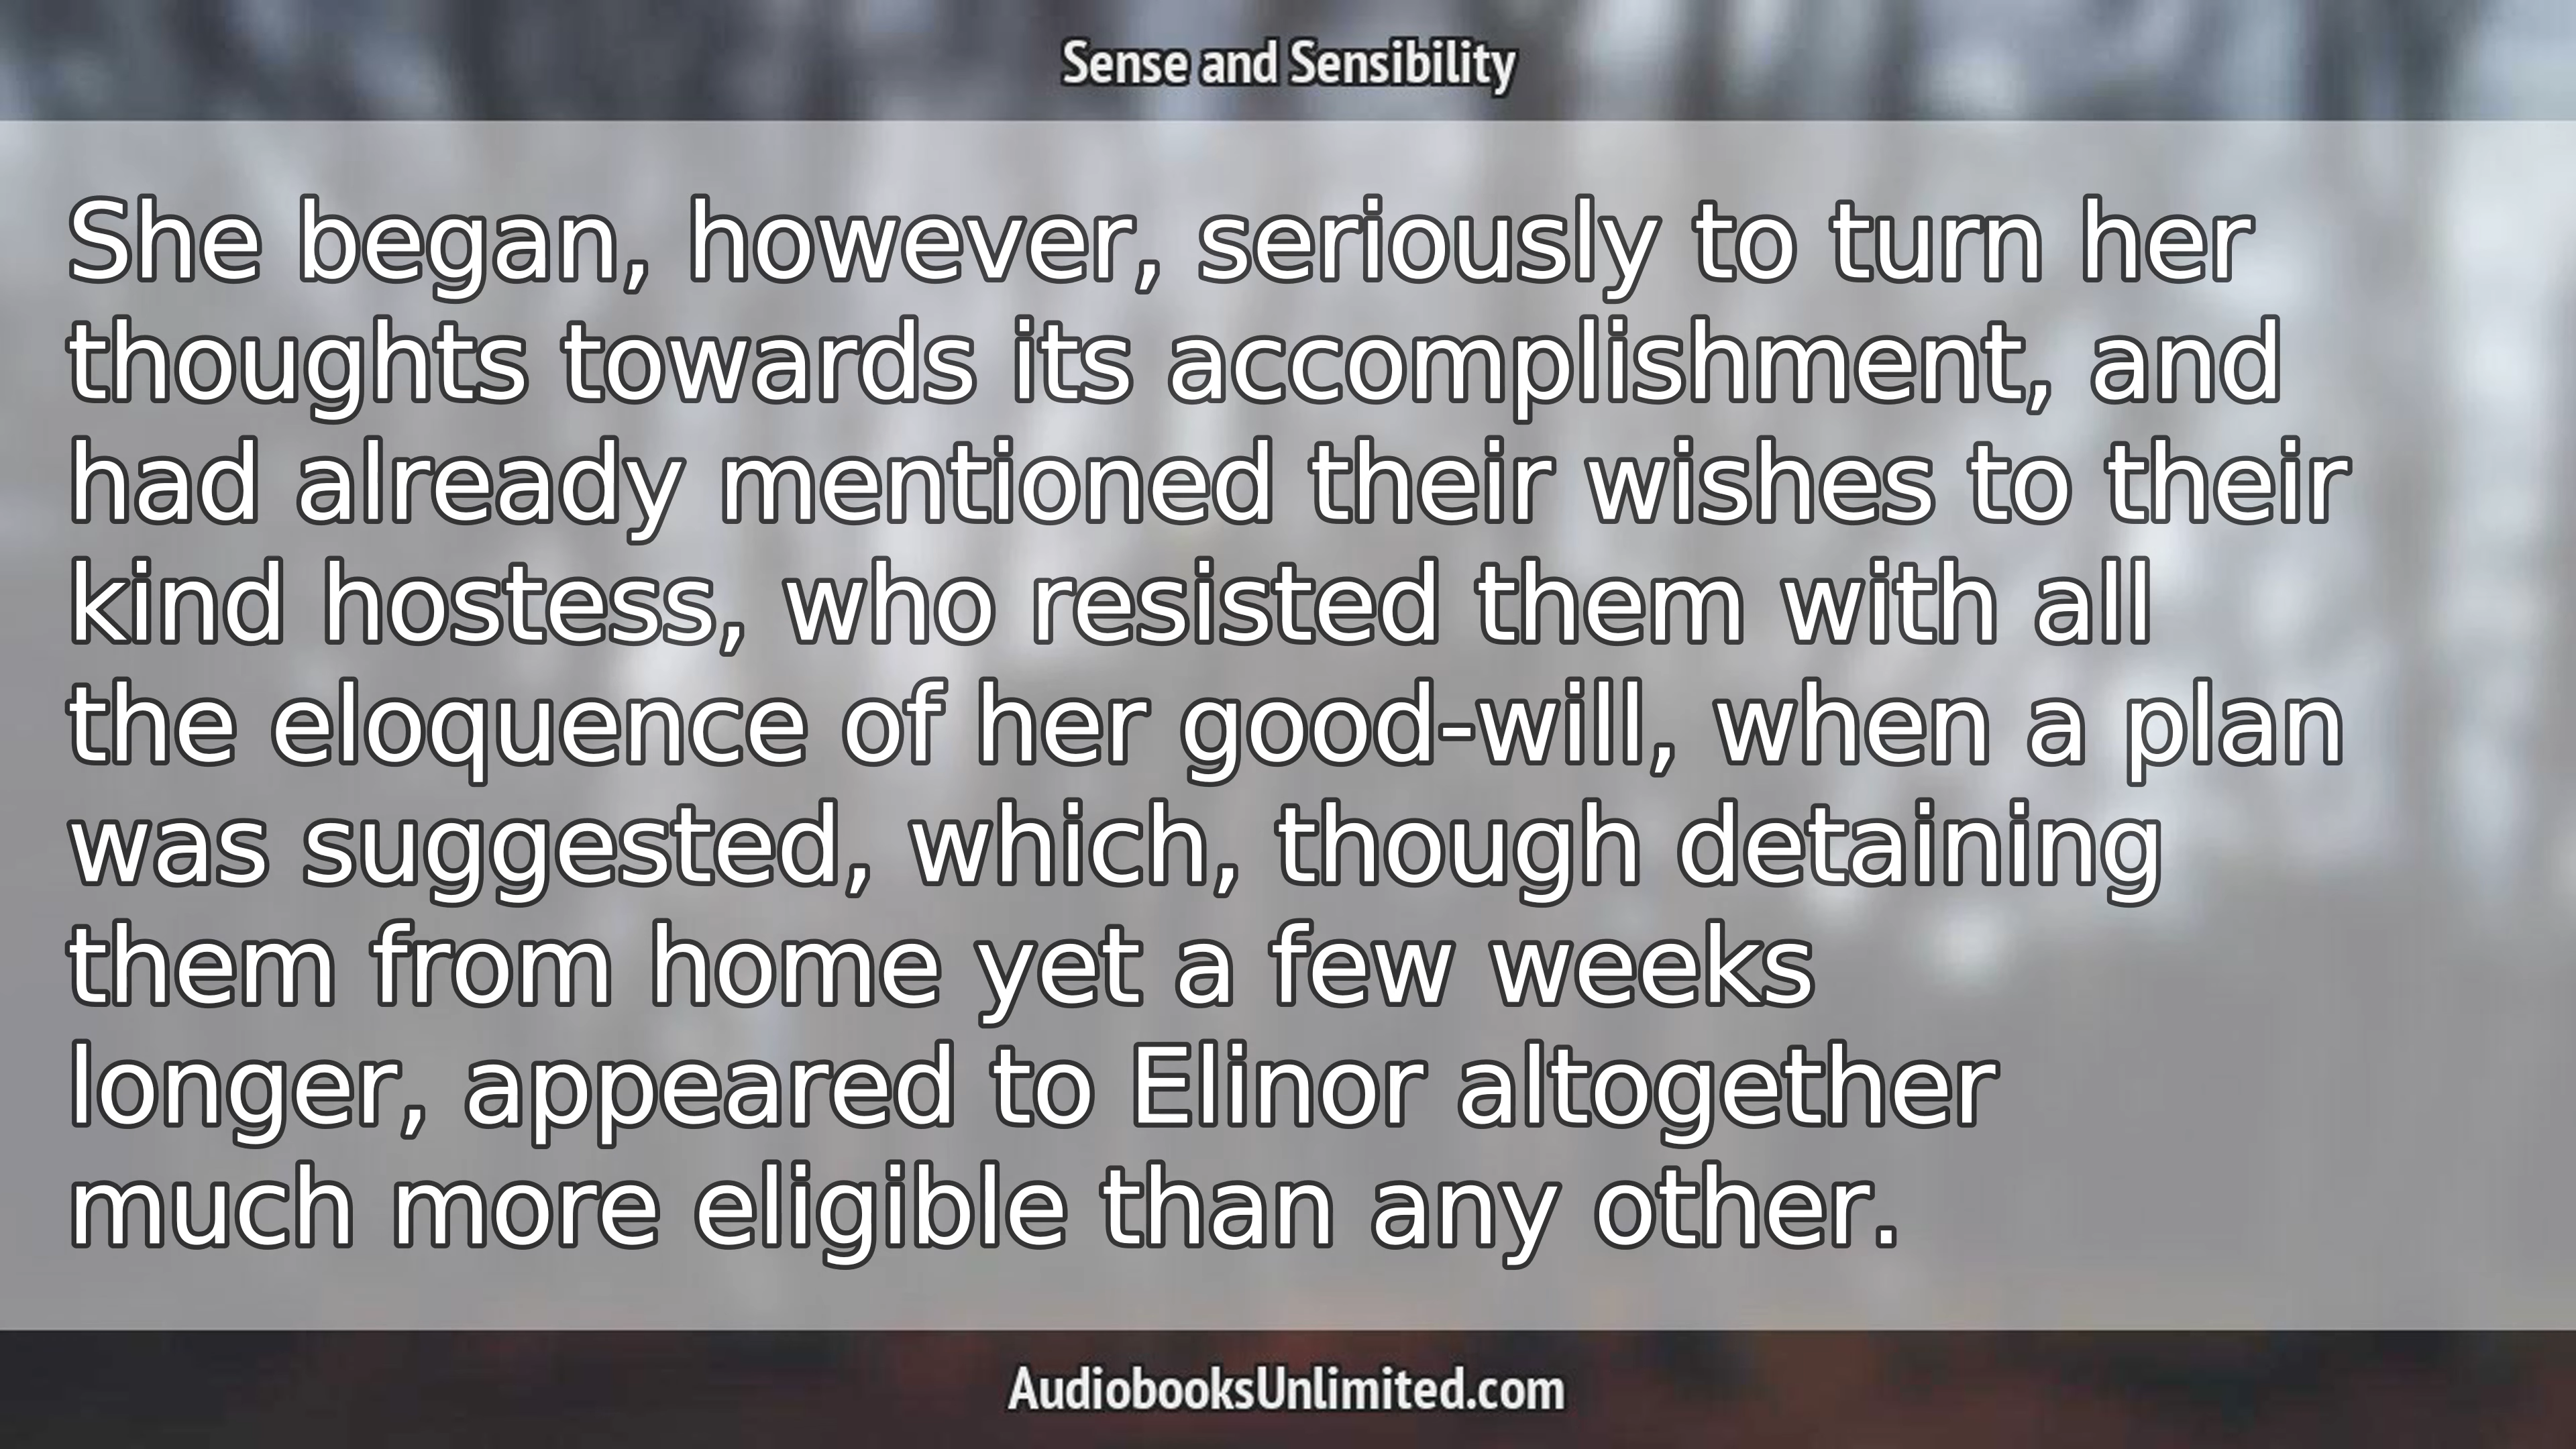 Sense and Sensibility
She began, however, seriously to turn her
thoughts towards its accomplishment, and
had already mentioned their wishes to their
kind hostess, who resisted them with all
the eloquence of her good-will, when a plan
was suggested, which, though detaining
them from home yet a few weeks
longer, appeared to Elinor altogether
much more eligible than any other.
AudiobooksUnlimited.com